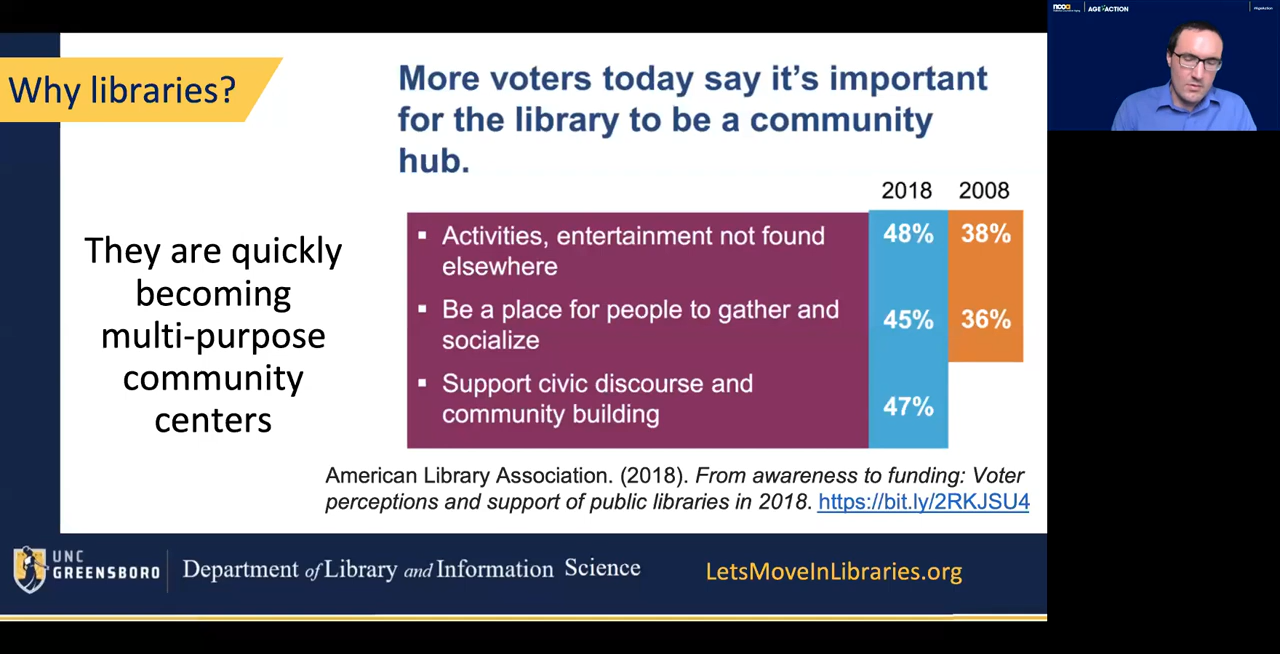 Why libraries?
They are quickly
becoming
multi-purpose
community
centers
More voters today say it’s important
for the library to be a community
hub.
2018 2008
▪ Activities, entertainment not found
elsewhere
48% 38%
▪ Be a place for people to gather and
socialize
45% 36%
▪ Support civic discourse and
community building
47%
American Library Association. (2018). From awareness to funding: Voter
perceptions and support of public libraries in 2018. https://bit.ly/2RKJSU4
UNC
GREENSBORO
Department of Library and Information Science
LetsMoveInLibraries.org
ncoa
AGE+ACTION